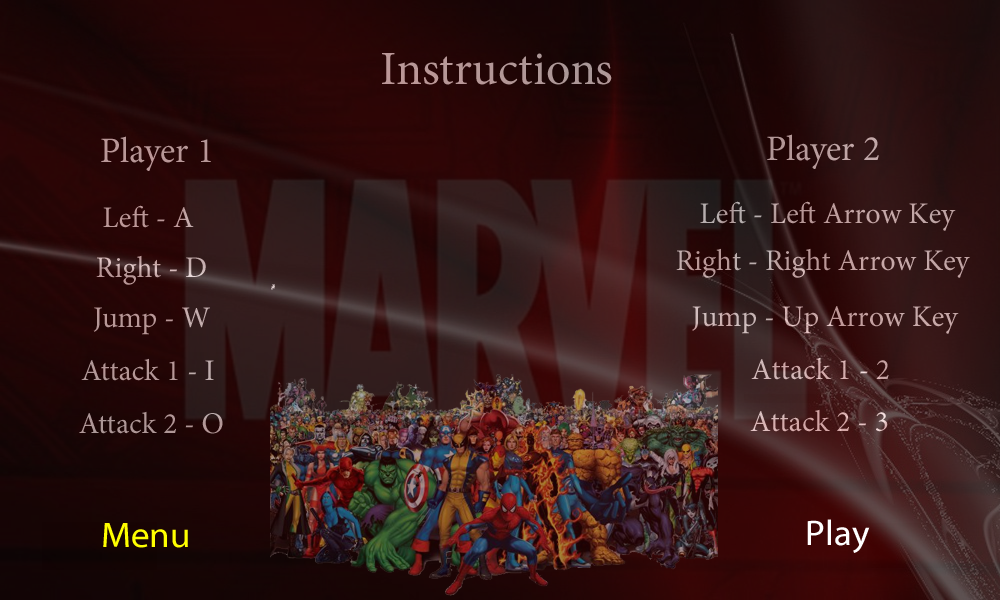 Instructions
Player 1
Left - A
Right - D
Jump - W
Attack 1 - I
Attack 2 - O
Player 2
Left - Left Arrow Key
Right - Right Arrow Key
Jump - Up Arrow Key
Attack 1 - 2
Attack 2 - 3
MARVEL
TM
Menu
Play